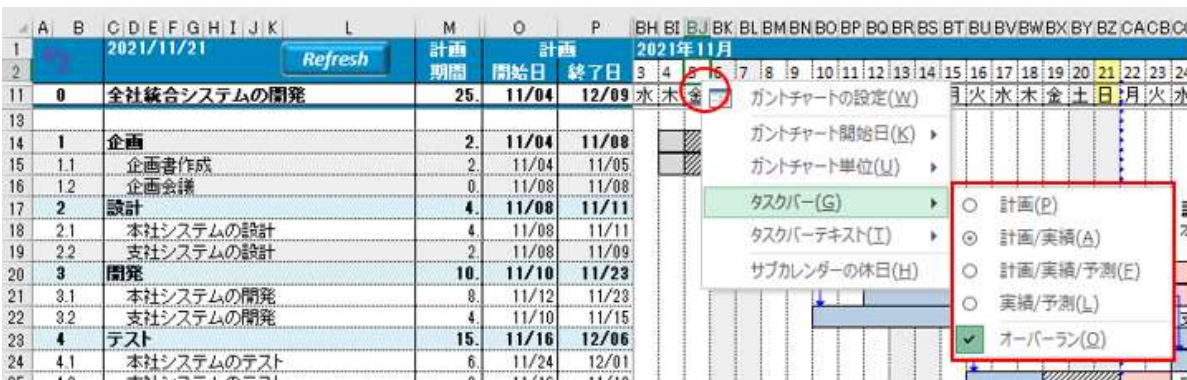 A B C D E F G H I J K L M O P BH BI BJ BK BL BM BN BO BP BQ BR BS BT BU BV BW BX BY BZ CA CB
1 2021/11/21 Refresh 計画 計画 2021年11月
2 期間 開始日 終了日 3 4 5 6 7 8 9 10 11 12 13 14 15 16 17 18 19 20 21 22 23 24
11 0 全社統合システムの開発 25. 11/04 12/09 水 木 金 月 火 水 木 金 土 日 月 火 水
13
14 1 企画 2. 11/04 11/08
15 1.1 企画書作成 2. 11/04 11/05
16 1.2 企画会議 0. 11/08 11/08
17 2 設計 4. 11/08 11/11
18 2.1 本社システムの設計 4. 11/08 11/11
19 2.2 支社システムの設計 2. 11/08 11/09
20 3 開発 10. 11/10 11/23
21 3.1 本社システムの開発 8. 11/12 11/23
22 3.2 支社システムの開発 4. 11/10 11/15
23 4 テスト 15. 11/16 12/06
24 4.1 本社システムのテスト 6. 11/24 12/01
ガントチャートの設定(W)
ガントチャート開始日(K)
ガントチャート単位(U)
タスクバー(G)
タスクバーテキスト(T)
サブカレンダーの休日(H)
計画(P)
計画/実績(A)
計画/実績/予測(F)
実績/予測(L)
オーバーラン(O)